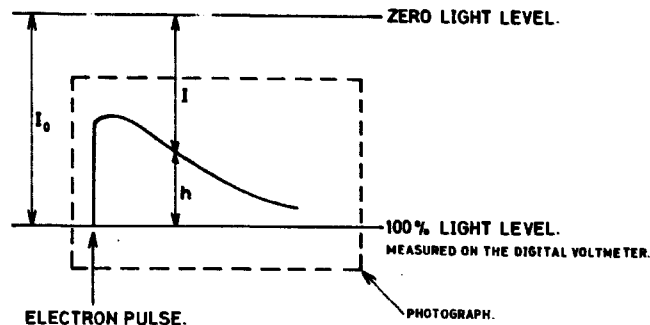 ZERO LIGHT LEVEL.
I
I₀
h
100% LIGHT LEVEL.
MEASURED ON THE DIGITAL VOLTMETER.
ELECTRON PULSE.
PHOTOGRAPH.